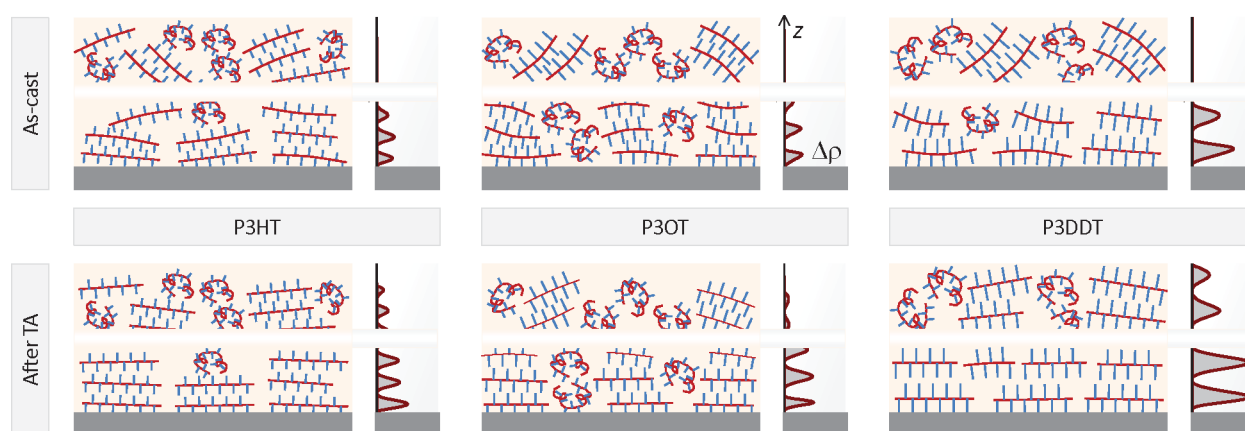 As-cast
z
Δρ
P3HT
P3OT
P3DDT
After TA